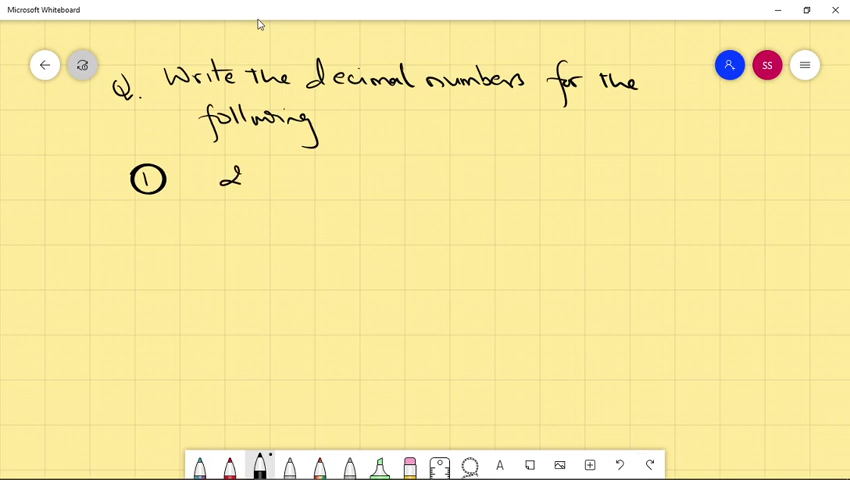 Microsoft Whiteboard
SS
Q. Write the decimal numbers for the
following
1 2
A